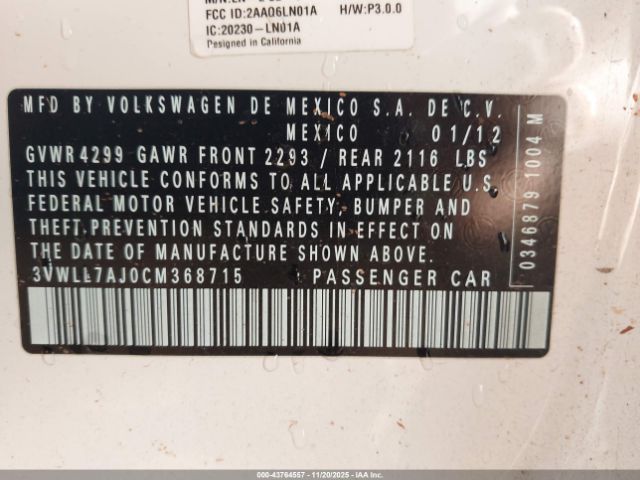 FCC ID:2AAO6LN01A H/W:P3.0.0
IC:20230-LN01A
Designed in California
MFD BY VOLKSWAGEN DE MEXICO S.A. DE C.V.
MEXICO 01/12
GVWR 4299 GAWR FRONT 2293 / REAR 2116 LBS
THIS VEHICLE CONFORMS TO ALL APPLICABLE U.S.
FEDERAL MOTOR VEHICLE SAFETY, BUMPER AND
THEFT PREVENTION STANDARDS IN EFFECT ON
THE DATE OF MANUFACTURE SHOWN ABOVE.
3VWLL7AJ0CM368715 PASSENGER CAR
0346879 1004 M
000-43764557 - 11/20/2025 - IAA, Inc.